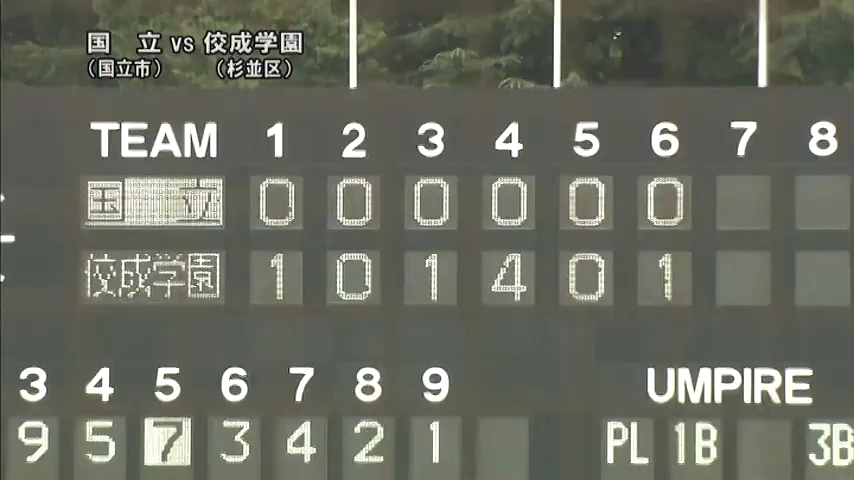 国 立 VS 佼成学園
（国立市） （杉並区）
TEAM 1 2 3 4 5 6 7 8
国 立 0 0 0 0 0 0
佼成学園 1 0 1 4 0 1
3 4 5 6 7 8 9 UMPIRE
9 5 7 3 4 2 1 PL 1B 3B